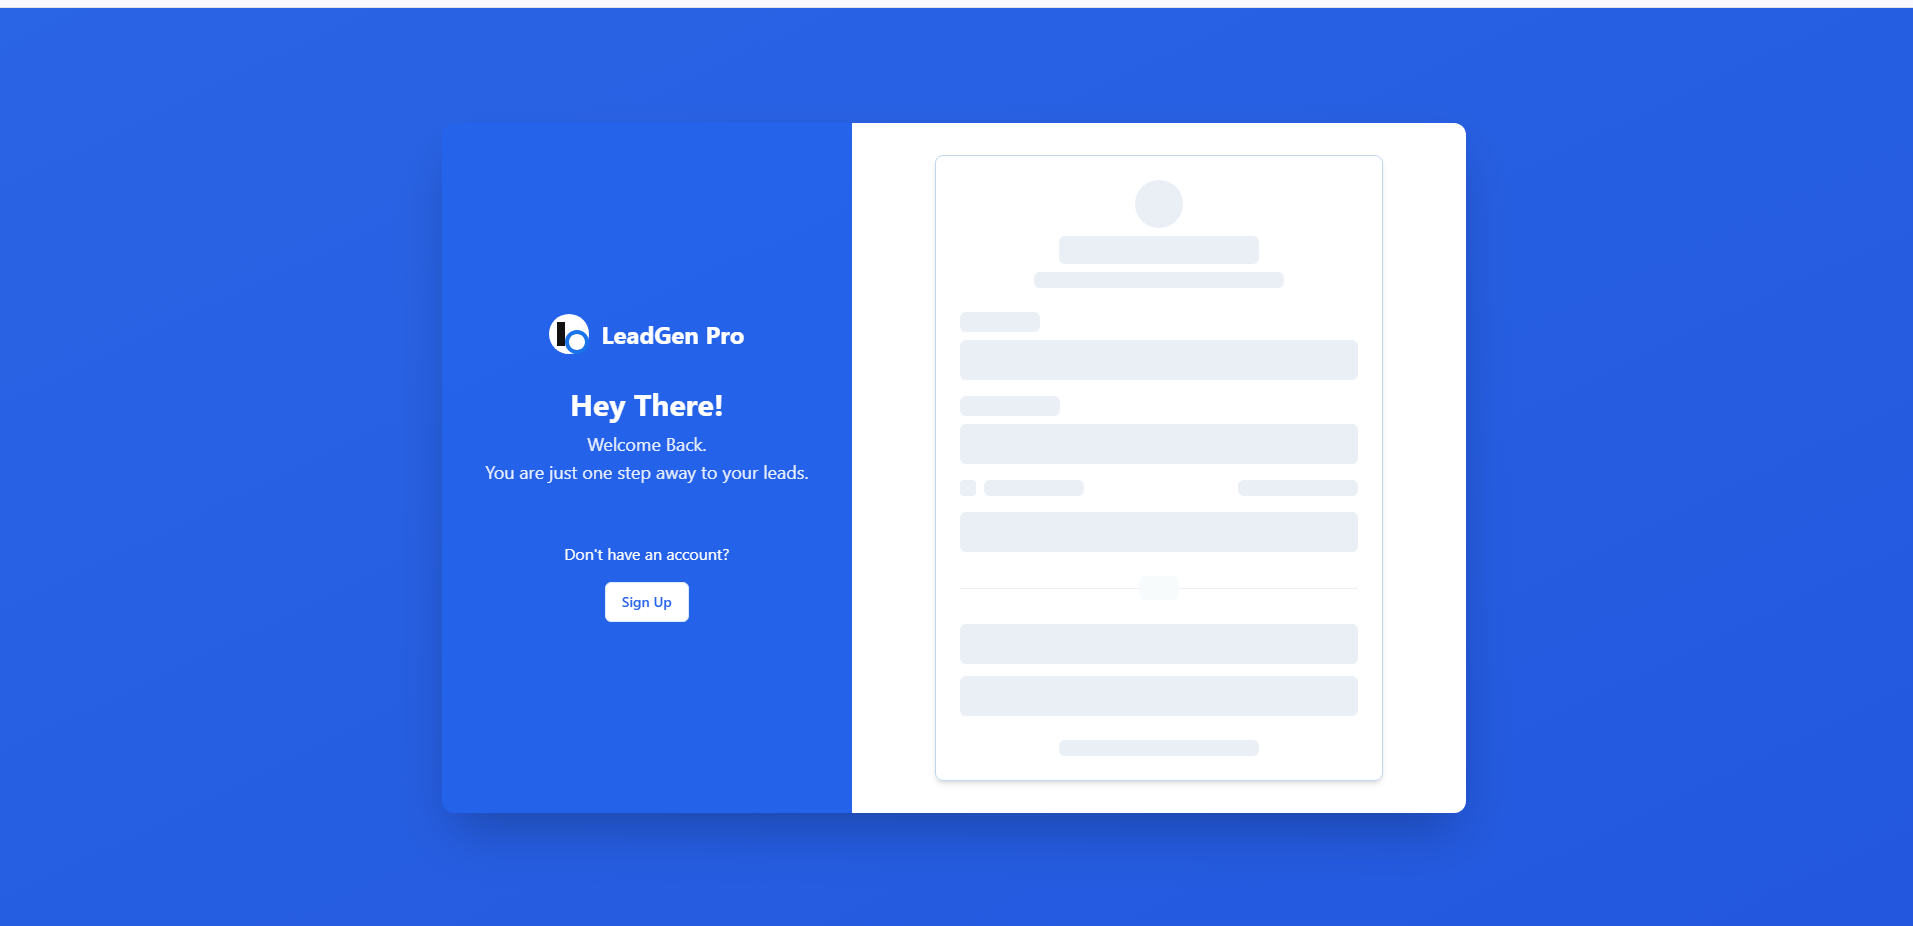 LeadGen Pro
Hey There!
Welcome Back.
You are just one step away to your leads.
Don't have an account?
Sign Up